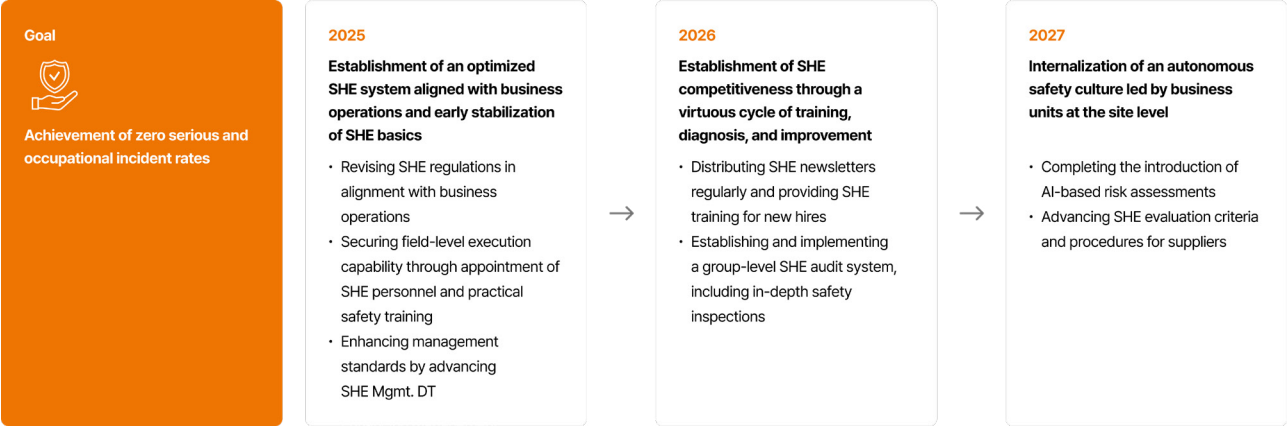 Goal
Achievement of zero serious and
occupational incident rates
2025
Establishment of an optimized
SHE system aligned with business
operations and early stabilization
of SHE basics
• Revising SHE regulations in
alignment with business
operations
• Securing field-level execution
capability through appointment of
SHE personnel and practical
safety training
• Enhancing management
standards by advancing
SHE Mgmt. DT
2026
Establishment of SHE
competitiveness through a
virtuous cycle of training,
diagnosis, and improvement
• Distributing SHE newsletters
regularly and providing SHE
training for new hires
• Establishing and implementing
a group-level SHE audit system,
including in-depth safety
inspections
2027
Internalization of an autonomous
safety culture led by business
units at the site level
• Completing the introduction of
AI-based risk assessments
• Advancing SHE evaluation criteria
and procedures for suppliers